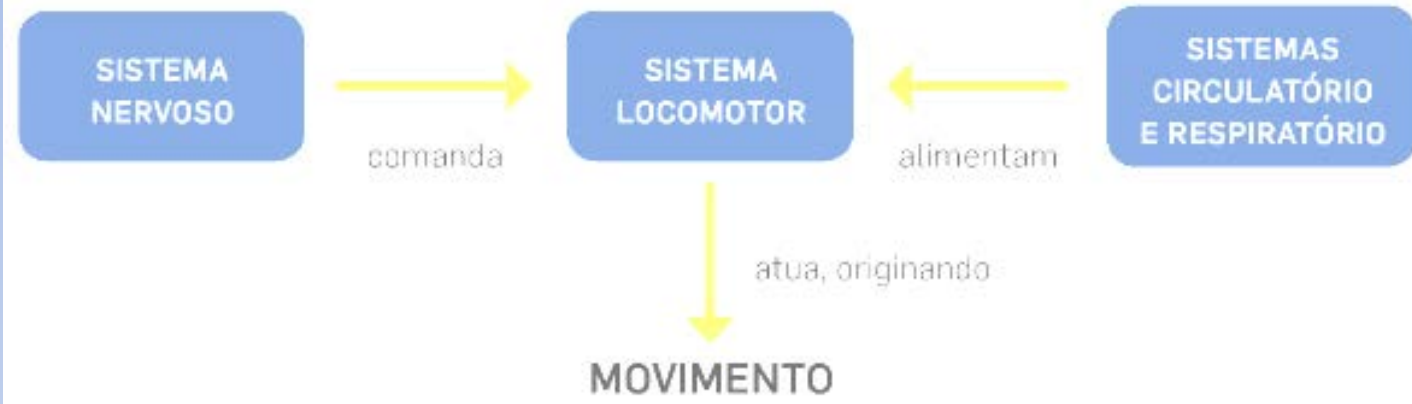 SISTEMA
NERVOSO
comanda
SISTEMA
LOCOMOTOR
alimentam
SISTEMAS
CIRCULATÓRIO
E RESPIRATÓRIO
atua, originando
MOVIMENTO